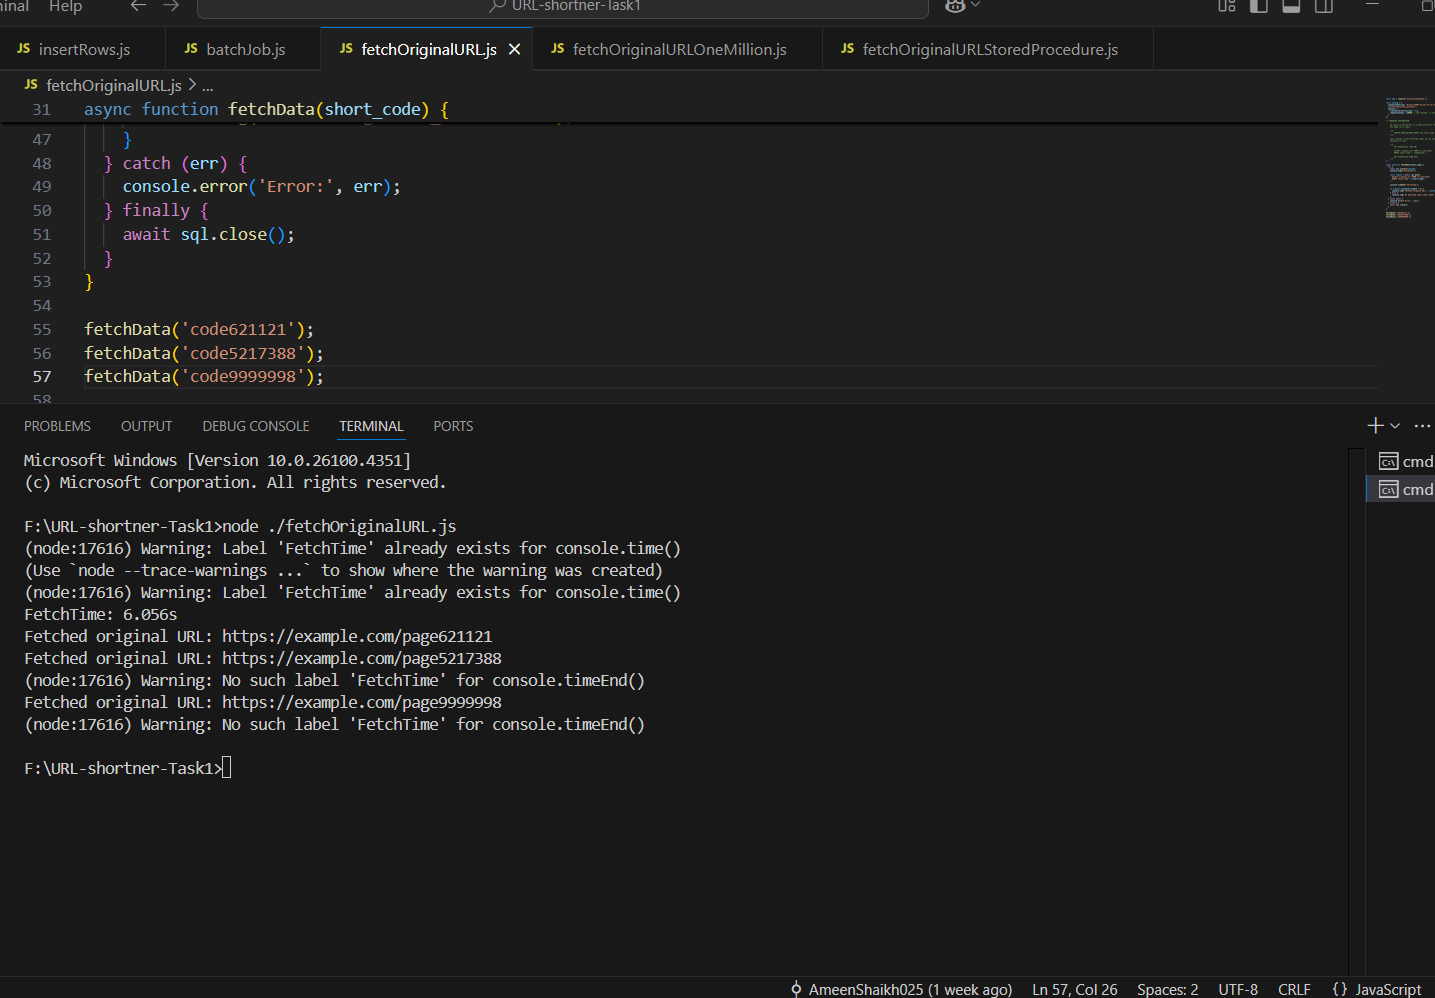 Help
URL-shortner-Task1
JS insertRows.js
JS batchJob.js
JS fetchOriginalURL.js
JS fetchOriginalURLOneMillion.js
JS fetchOriginalURLStoredProcedure.js
JS fetchOriginalURL.js > ...
31 async function fetchData(short_code) {
47 }
48 } catch (err) {
49 console.error('Error:', err);
50 } finally {
51 await sql.close();
52 }
53 }
54
55 fetchData('code621121');
56 fetchData('code5217388');
57 fetchData('code9999998');
58
PROBLEMS OUTPUT DEBUG CONSOLE TERMINAL PORTS
Microsoft Windows [Version 10.0.26100.4351]
(c) Microsoft Corporation. All rights reserved.
F:\URL-shortner-Task1>node ./fetchOriginalURL.js
(node:17616) Warning: Label 'FetchTime' already exists for console.time()
(Use `node --trace-warnings ...` to show where the warning was created)
(node:17616) Warning: Label 'FetchTime' already exists for console.time()
FetchTime: 6.056s
Fetched original URL: https://example.com/page621121
Fetched original URL: https://example.com/page5217388
(node:17616) Warning: No such label 'FetchTime' for console.timeEnd()
Fetched original URL: https://example.com/page9999998
(node:17616) Warning: No such label 'FetchTime' for console.timeEnd()
F:\URL-shortner-Task1>
cmd
cmd
AmeenShaikh025 (1 week ago) Ln 57, Col 26 Spaces: 2 UTF-8 CRLF {} JavaScript